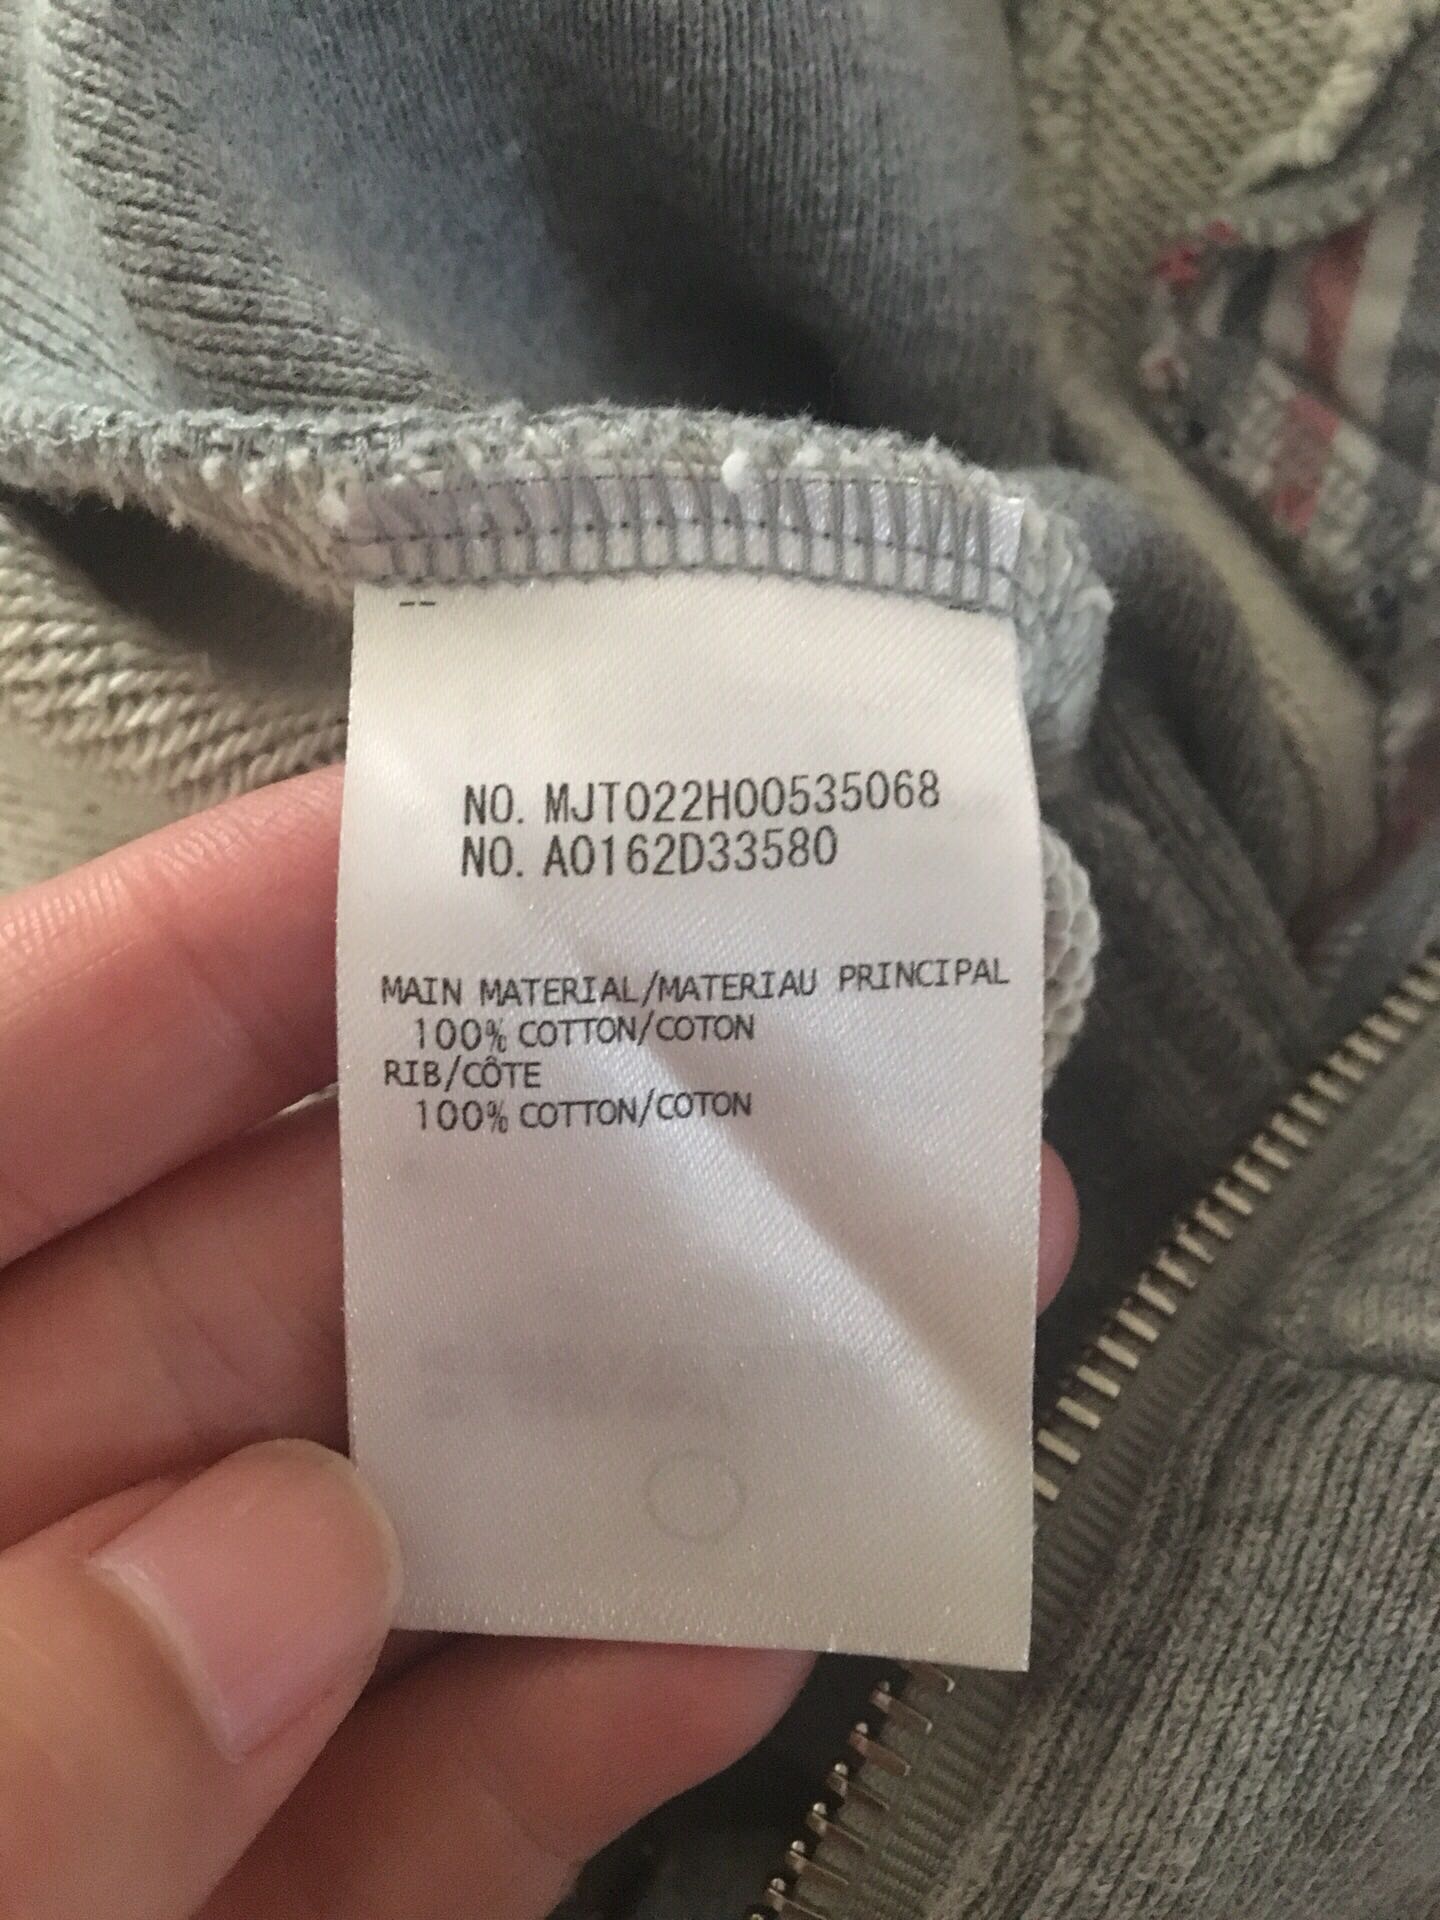 NO. MJT022H00535068
NO. A0162D33580
MAIN MATERIAL/MATERIAU PRINCIPAL
100% COTTON/COTON
RIB/CÔTE
100% COTTON/COTON